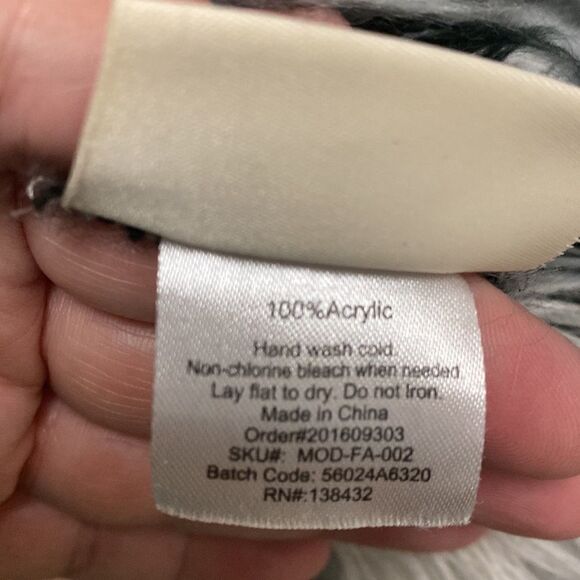 100%Acrylic
Hand wash cold.
Non-chlorine bleach when needed.
Lay flat to dry. Do not Iron.
Made in China
Order#201609303
SKU#: MOD-FA-002
Batch Code: 56024A6320
RN#:138432